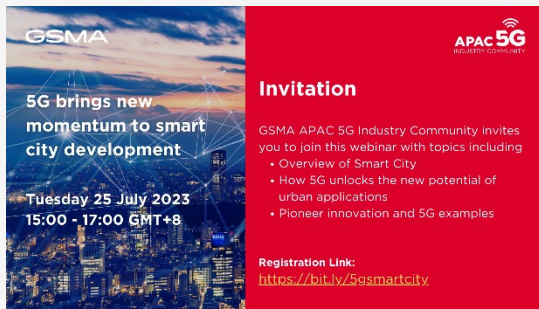 GSMA
5G brings new
momentum to smart
city development
Tuesday 25 July 2023
15:00 - 17:00 GMT+8
APAC 5G
INDUSTRY COMMUNITY
Invitation
GSMA APAC 5G Industry Community invites
you to join this webinar with topics including
• Overview of Smart City
• How 5G unlocks the new potential of
urban applications
• Pioneer innovation and 5G examples
Registration Link:
https://bit.ly/5gsmartcity